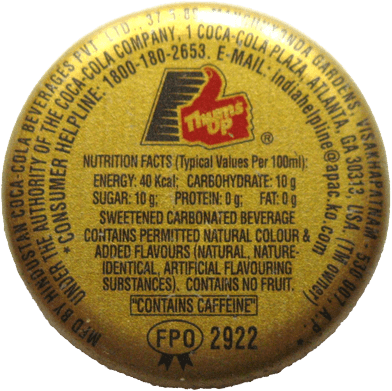 MFD BY HINDUSTAN COCA-COLA BEVERAGES PVT. LTD., 37 & 39, GARDENS, VISAKHAPATNAM - 530 007. A.P. *
UNDER THE AUTHORITY OF THE COCA-COLA COMPANY, 1 COCA-COLA PLAZA, ATLANTA, GA 30313, USA. (TM owner)
*CONSUMER HELPLINE: 1800-180-2653. E-MAIL. indiahelpline@apac.ko.com
THUMS
UP
®
NUTRITION FACTS (Typical Values Per 100ml):
ENERGY: 40 Kcal; CARBOHYDRATE: 10 g
SUGAR: 10 g; PROTEIN: 0 g; FAT: 0 g
SWEETENED CARBONATED BEVERAGE
CONTAINS PERMITTED NATURAL COLOUR &
ADDED FLAVOURS (NATURAL, NATURE-
IDENTICAL, ARTIFICIAL FLAVOURING
SUBSTANCES). CONTAINS NO FRUIT.
"CONTAINS CAFFEINE"
FPO 2922